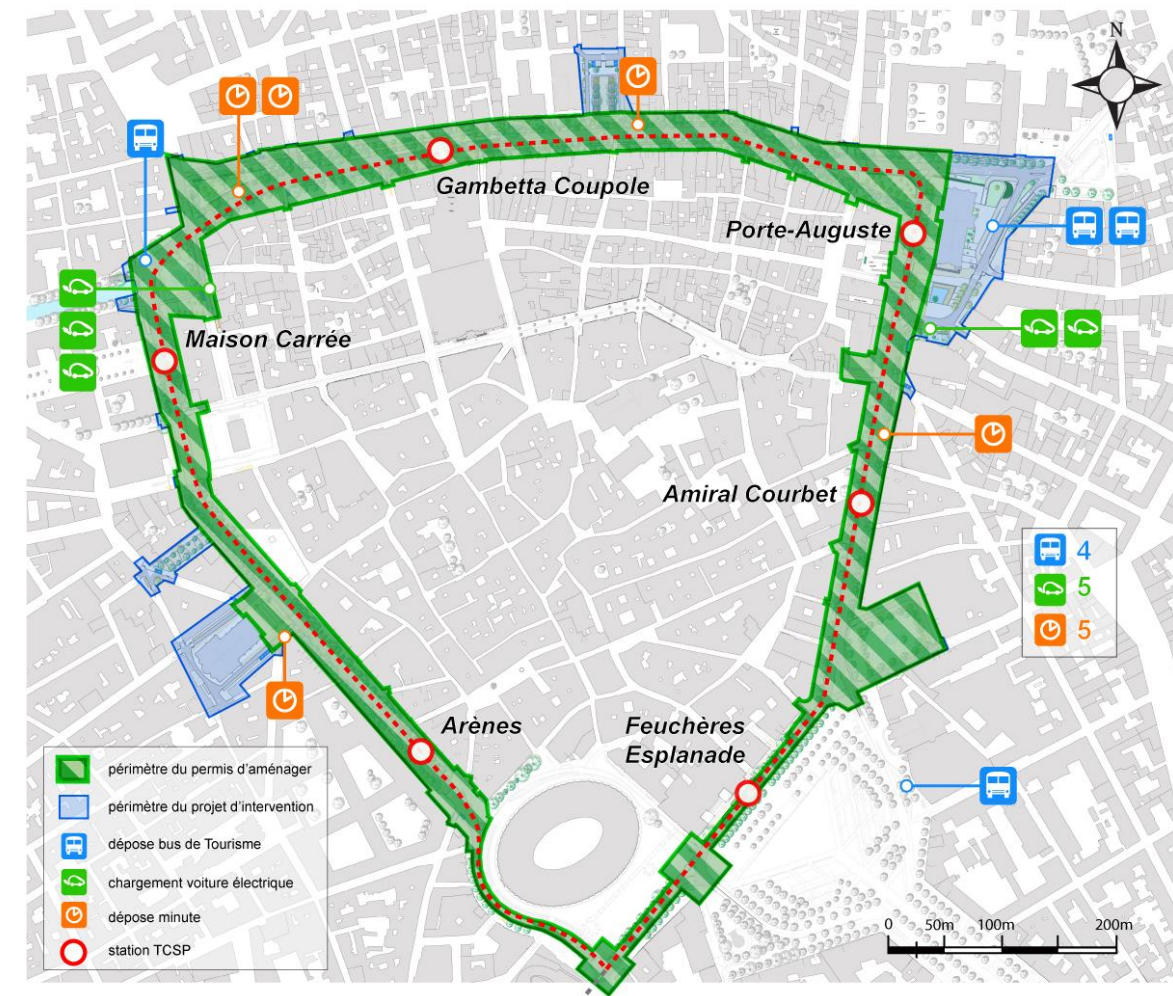 N
Gambetta Coupole
Porte-Auguste
Maison Carrée
Amiral Courbet
4
5
5
Arènes
Feuchères
Esplanade
périmètre du permis d'aménager
périmètre du projet d'intervention
dépose bus de Tourisme
chargement voiture électrique
dépose minute
station TCSP
0 50m 100m 200m